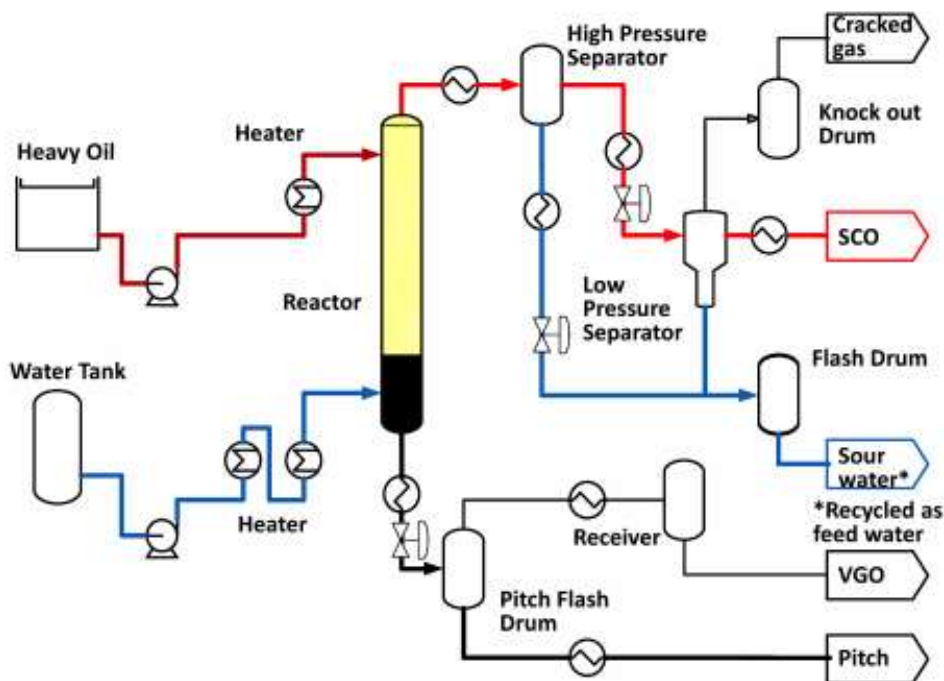 High Pressure
Separator
Cracked
gas
Knock out
Drum
Heater
Heavy Oil
SCO
Reactor
Low
Pressure
Separator
Water Tank
Flash Drum
Heater
Sour
water*
*Recycled as
feed water
Receiver
VGO
Pitch Flash
Drum
Pitch